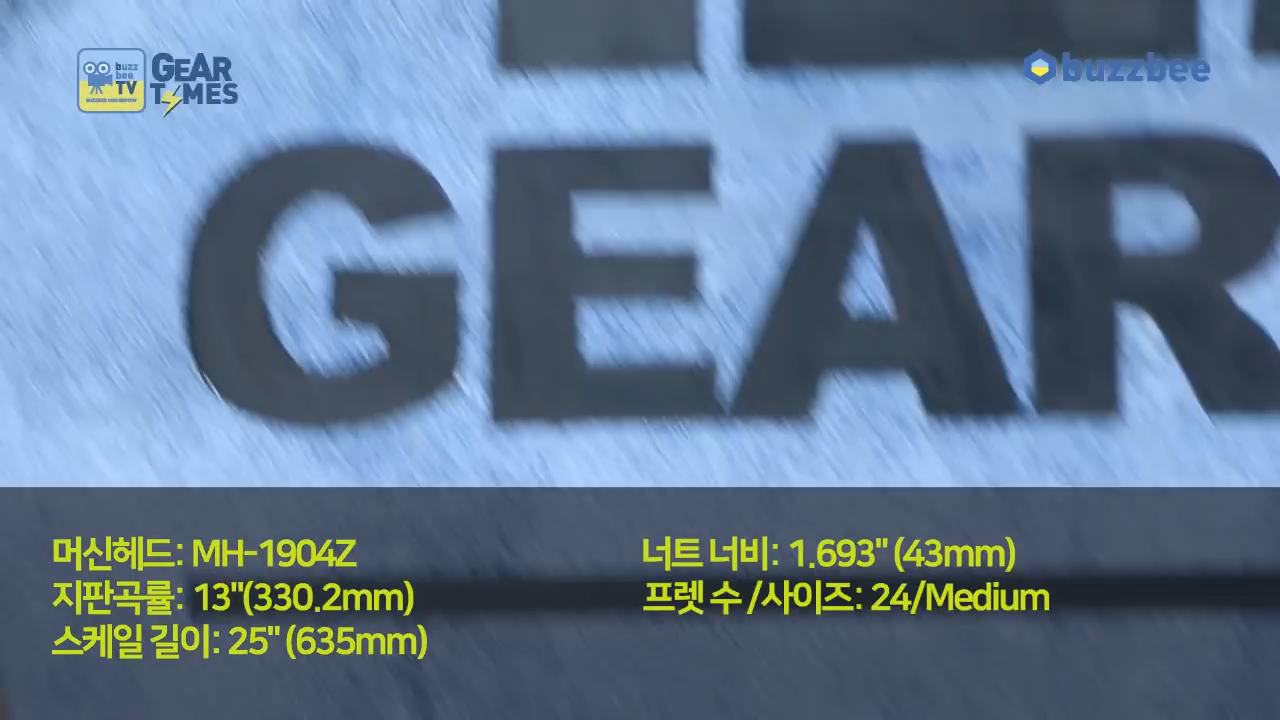 buzz
bee
TV
GEAR
TIMES
buzzbee
GEAR
머신헤드: MH-1904Z
지판곡률: 13"(330.2mm)
스케일 길이: 25" (635mm)
너트 너비: 1.693" (43mm)
프렛 수 /사이즈: 24/Medium